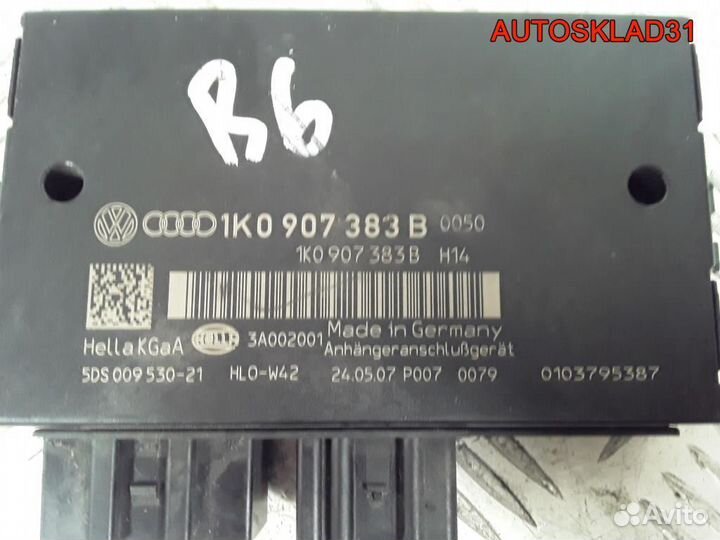 AUTOSKLAD31
B6
1K0 907 383 B 0050
1K0 907 383 B H14
Hella KGaA HELLA 3A002001 Made in Germany
Anhängeranschlußgerät
5DS 009 530-21 HLO-W42 24.05.07 P007 0079 0103795387
Avito